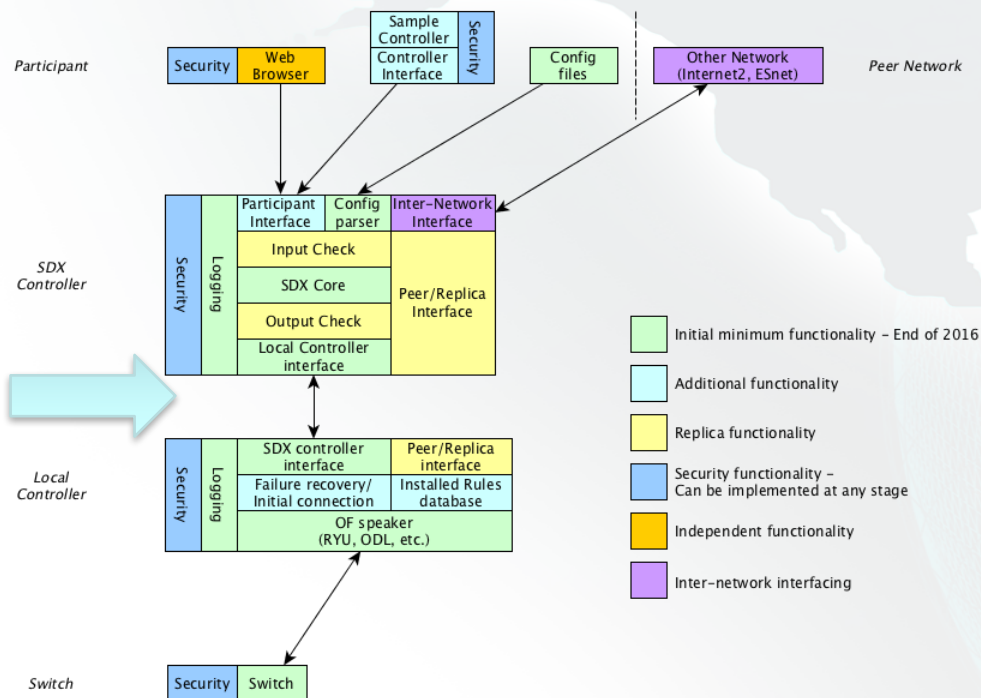 Participant
Security
Web
Browser
Sample
Controller
Controller
Interface
Security
Config
files
Other Network
(Internet2, ESnet)
Peer Network
SDX
Controller
Security
Logging
Participant
Interface
Config
parser
Inter-Network
Interface
Input Check
SDX Core
Output Check
Local Controller
interface
Peer/Replica
Interface
Initial minimum functionality – End of 2016
Additional functionality
Replica functionality
Security functionality –
Can be implemented at any stage
Independent functionality
Inter-network interfacing
Local
Controller
Security
Logging
SDX controller
interface
Peer/Replica
interface
Failure recovery/
Initial connection
Installed Rules
database
OF speaker
(RYU, ODL, etc.)
Switch
Security
Switch